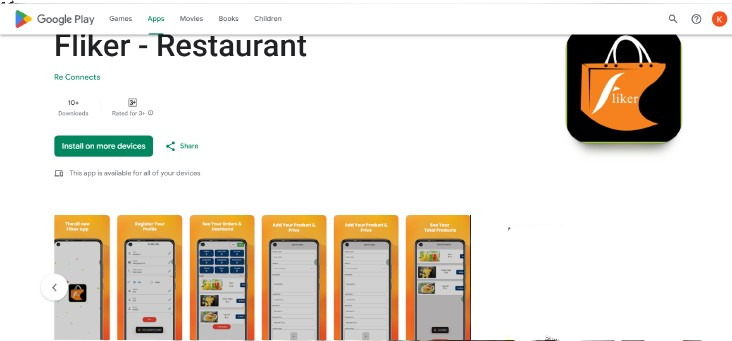 Google Play Games Apps Movies Books Children K
Fliker - Restaurant
Re Connects
10+
Downloads
3+
Rated for 3+
Install on more devices
Share
This app is available for all of your devices
Fliker
The all new
Fliker App
Register Your
Profile
See Your Orders &
Dashboard
Add Your Product &
Price
Add Your Product &
Price
See Your
Total Products